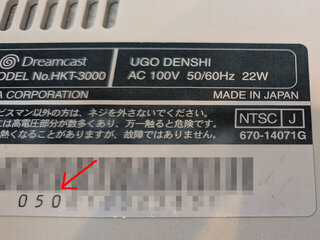 Dreamcast
MODEL No.HKT-3000
UGO DENSHI
AC 100V 50/60Hz 22W
A CORPORATION
MADE IN JAPAN
ビスマン以外の方は、ネジを外さないでください。
高電圧部分が数多くあり、万一触ると危険です。
熱くなることがありますが、故障ではありません。
NTSC J
670-14071G
050